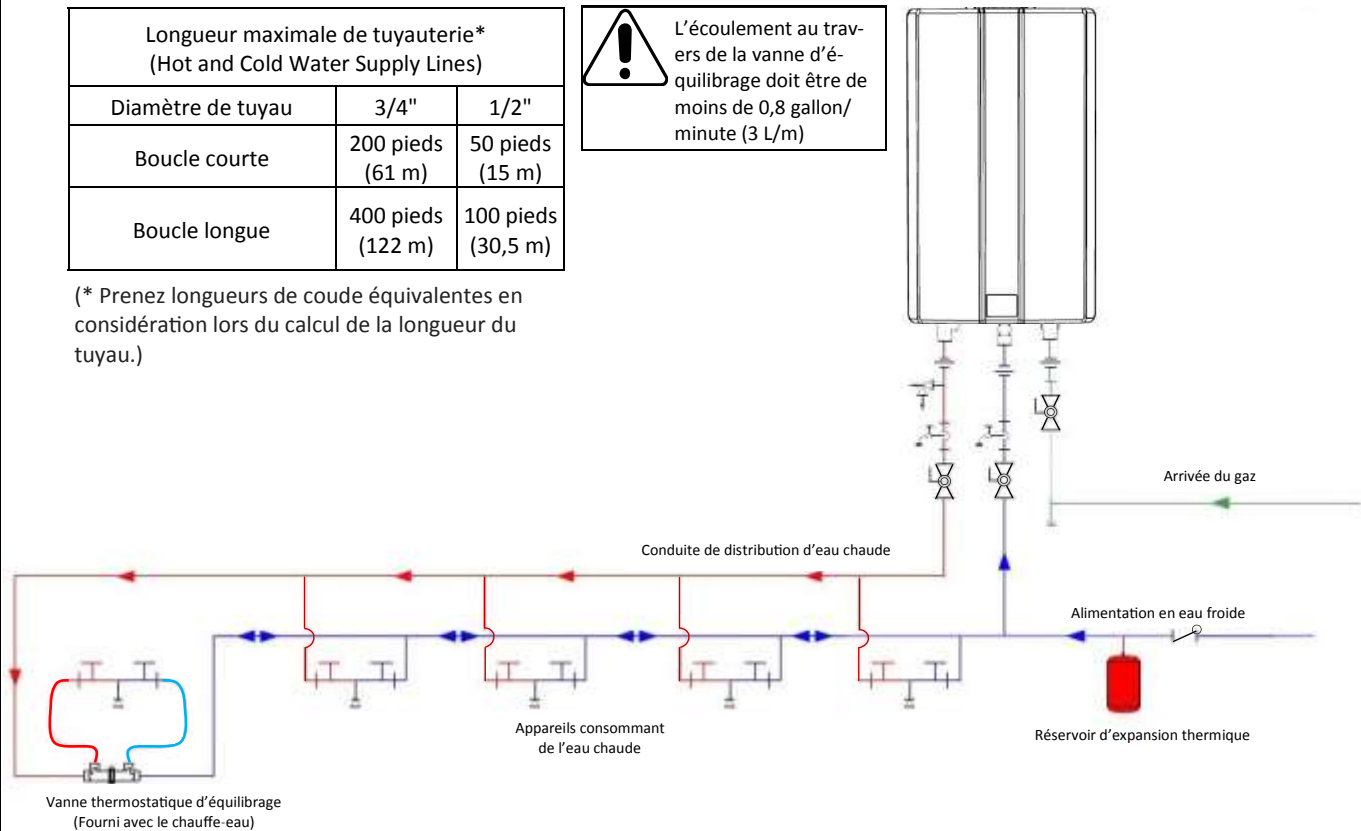 Longueur maximale de tuyauterie*
(Hot and Cold Water Supply Lines)
Diamètre de tuyau 3/4" 1/2"
Boucle courte 200 pieds (61 m) 50 pieds (15 m)
Boucle longue 400 pieds (122 m) 100 pieds (30,5 m)
(* Prenez longueurs de coude équivalentes en
considération lors du calcul de la longueur du
tuyau.)
L'écoulement au trav-
ers de la vanne d'é-
quilibrage doit être de
moins de 0,8 gallon/
minute (3 L/m)
Arrivée du gaz
Conduite de distribution d'eau chaude
Alimentation en eau froide
Appareils consommant
de l'eau chaude
Réservoir d'expansion thermique
Vanne thermostatique d'équilibrage
(Fourni avec le chauffe-eau)